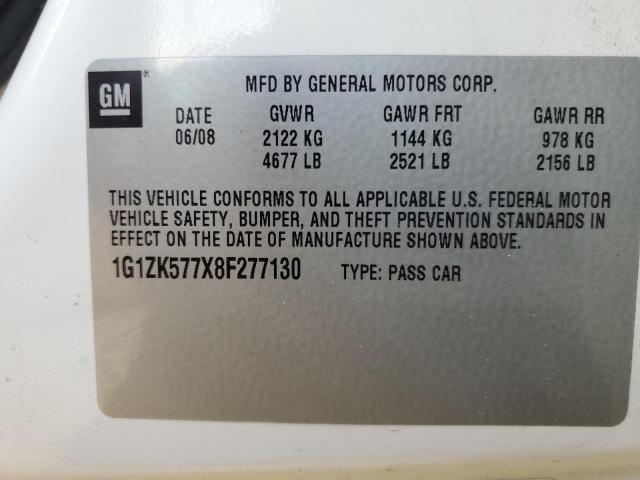 GM®
MFD BY GENERAL MOTORS CORP.
DATE GVWR GAWR FRT GAWR RR
06/08 2122 KG 1144 KG 978 KG
4677 LB 2521 LB 2156 LB
THIS VEHICLE CONFORMS TO ALL APPLICABLE U.S. FEDERAL MOTOR
VEHICLE SAFETY, BUMPER, AND THEFT PREVENTION STANDARDS IN
EFFECT ON THE DATE OF MANUFACTURE SHOWN ABOVE.
1G1ZK577X8F277130 TYPE: PASS CAR